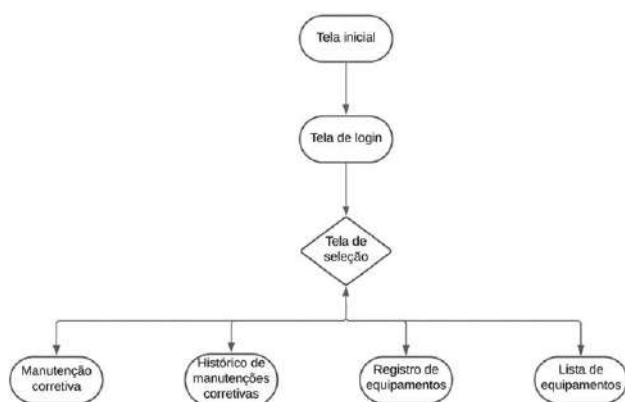 Tela inicial
Tela de login
Tela de
seleção
Manutenção
corretiva
Histórico de
manutenções
corretivas
Registro de
equipamentos
Lista de
equipamentos